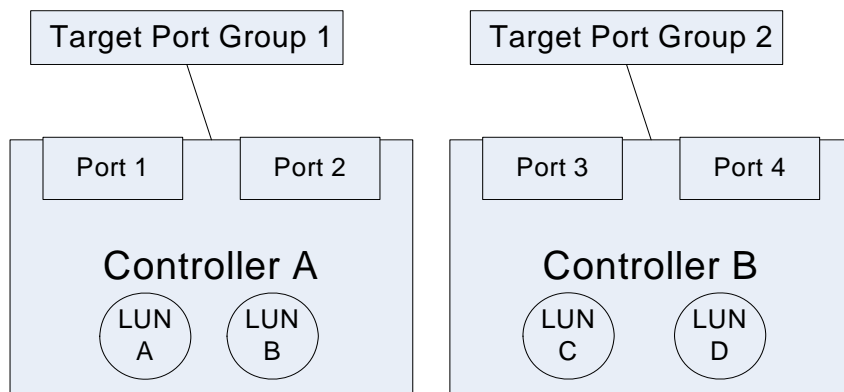 Target Port Group 1
Target Port Group 2
Port 1
Port 2
Port 3
Port 4
Controller A
Controller B
LUN
A
LUN
B
LUN
C
LUN
D